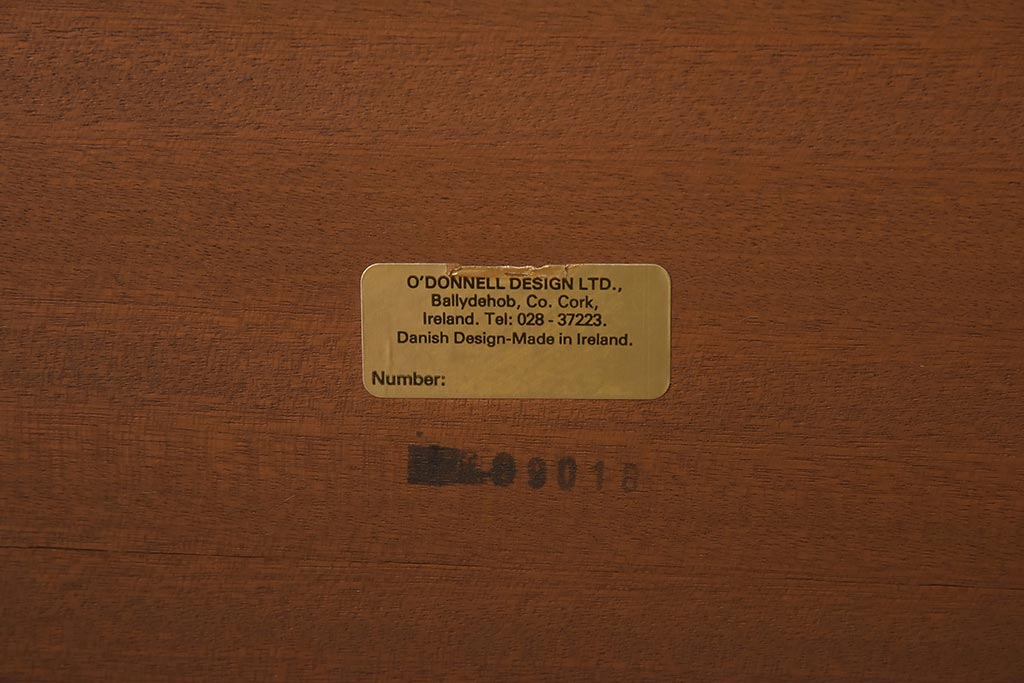 O'DONNELL DESIGN LTD.,
Ballydehob, Co. Cork,
Ireland. Tel: 028 - 37223.
Danish Design-Made in Ireland.
Number: